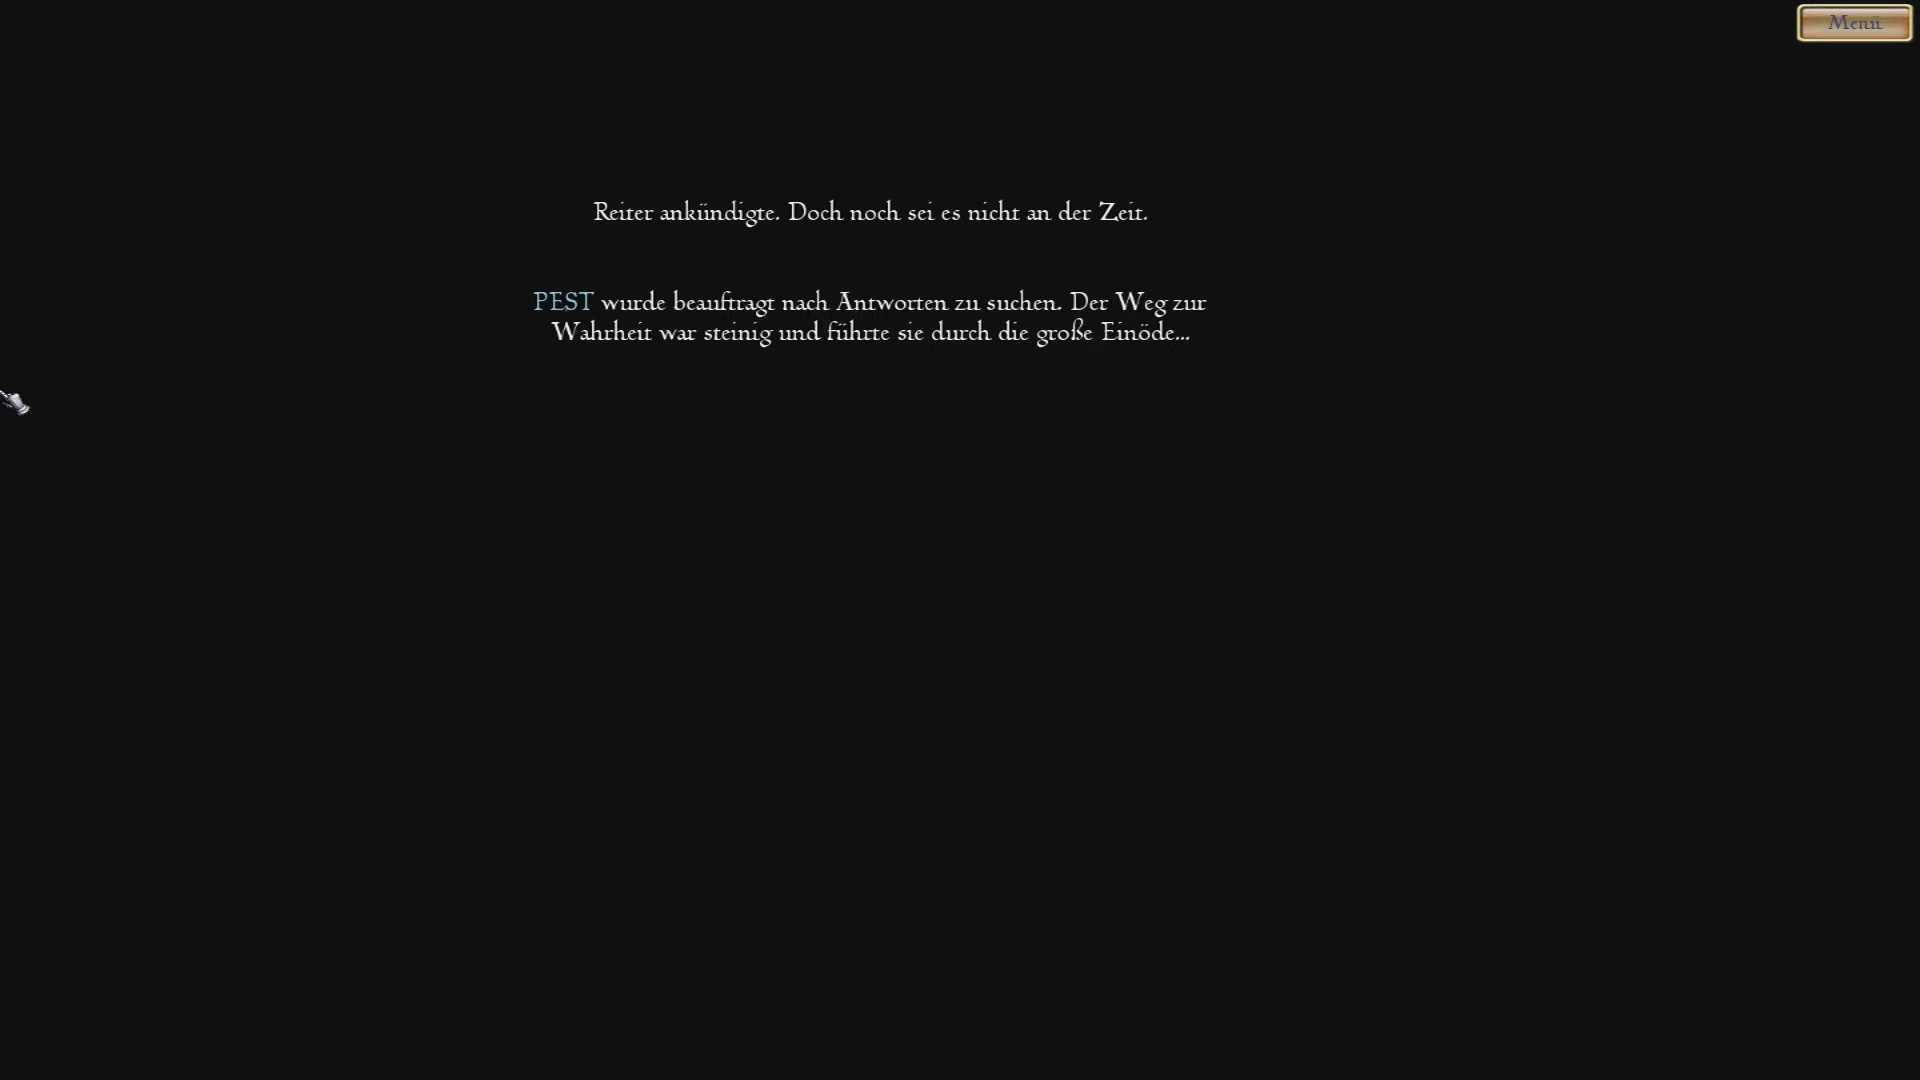 Menü
Reiter ankündigte. Doch noch sei es nicht an der Zeit.
PEST wurde beauftragt nach Antworten zu suchen. Der Weg zur
Wahrheit war steinig und führte sie durch die große Einöde...